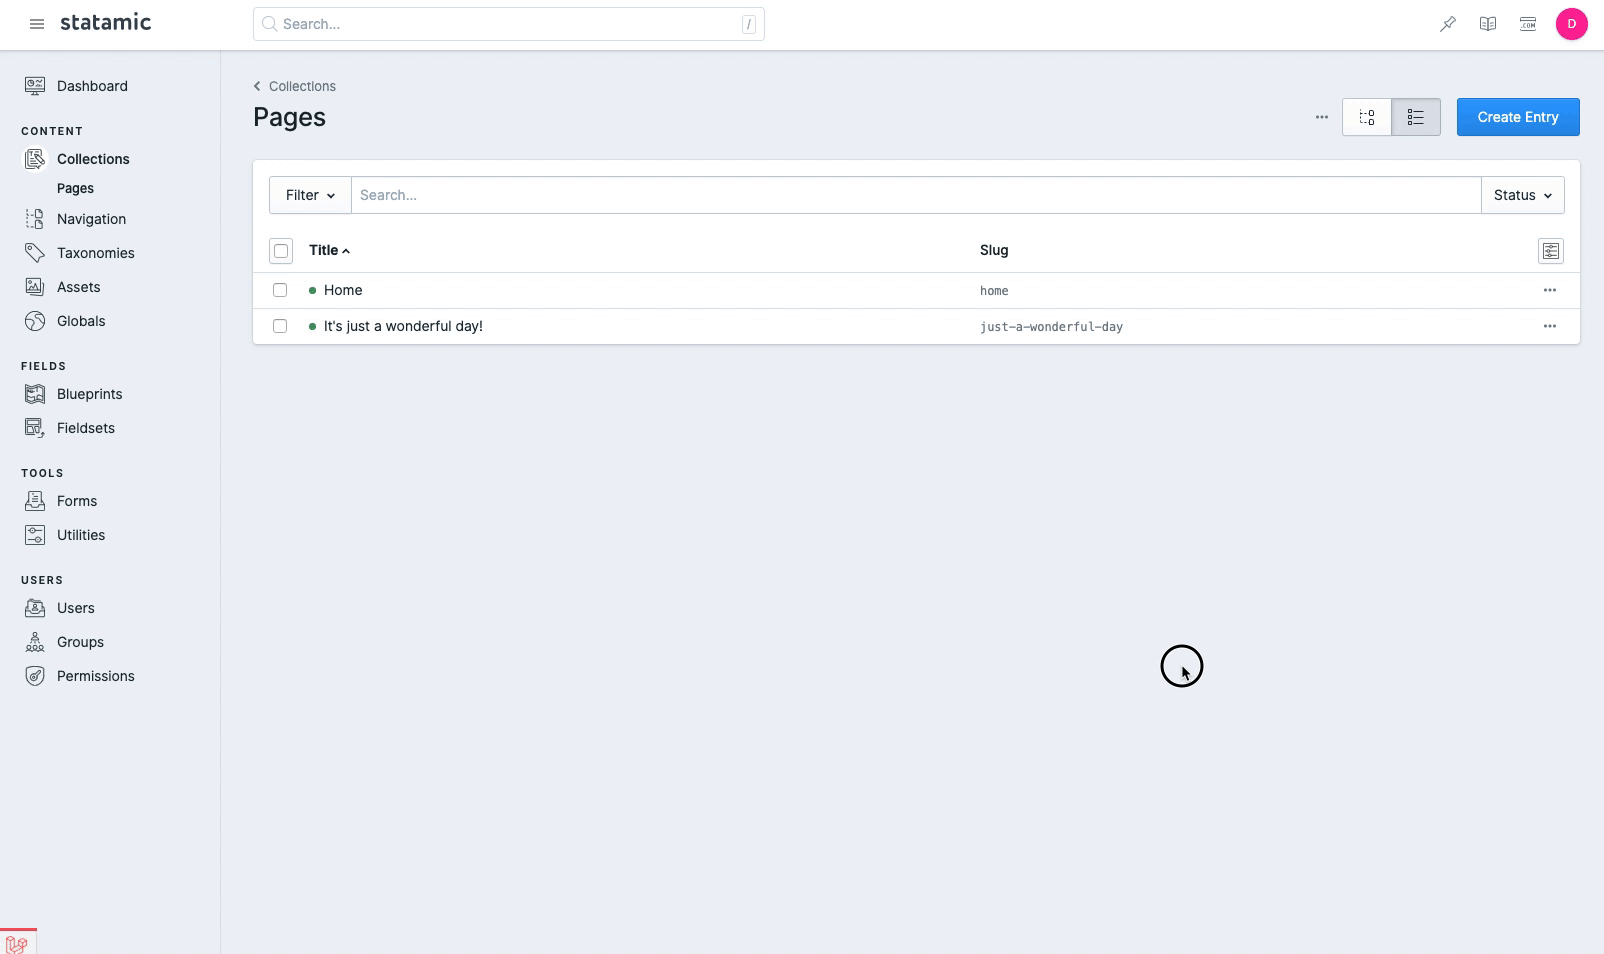 statamic
Search...
/
D
Dashboard
CONTENT
Collections
Pages
Navigation
Taxonomies
Assets
Globals
FIELDS
Blueprints
Fieldsets
TOOLS
Forms
Utilities
USERS
Users
Groups
Permissions
Collections
Pages
Create Entry
Filter
Search...
Status
Title
Slug
Home
home
It's just a wonderful day!
just-a-wonderful-day